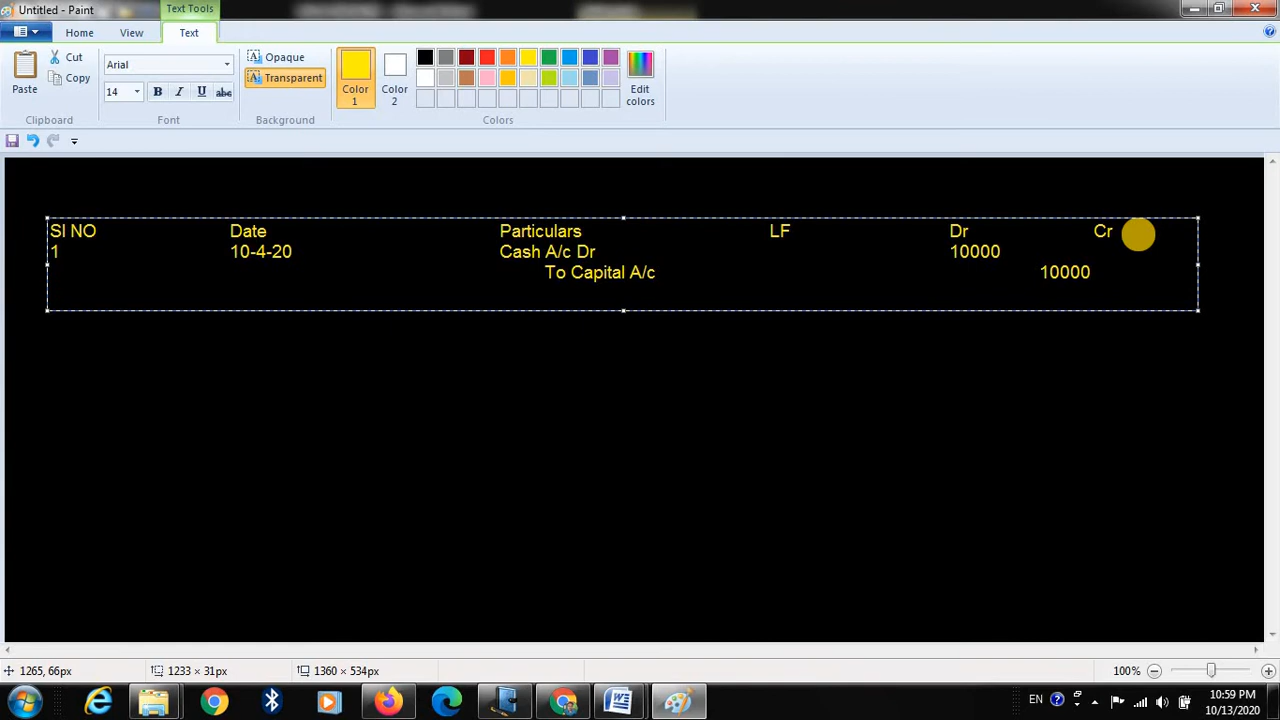 Untitled - Paint
Text Tools
Home View Text
Paste
Cut
Copy
Clipboard
Arial
14 B I U abc
Font
Opaque
Transparent
Background
Color 1
Color 2
Edit colors
Colors
SI NO Date Particulars LF Dr Cr
1 10-4-20 Cash A/c Dr 10000
To Capital A/c 10000
1265, 66px 1233 × 31px 1360 × 534px 100%
EN 10:59 PM
10/13/2020